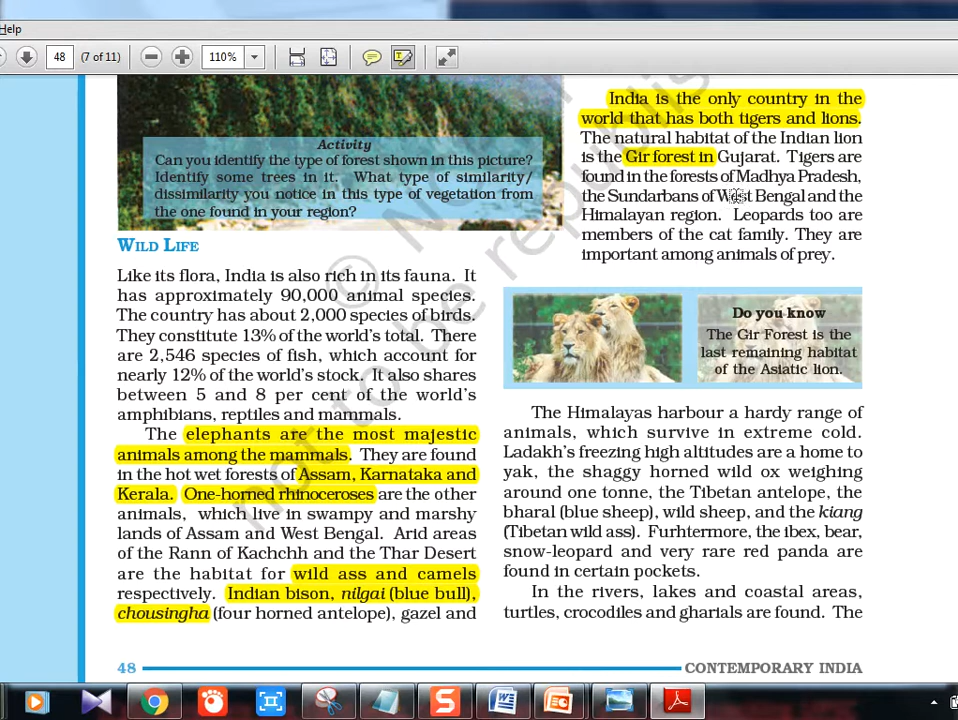 Help
48 (7 of 11) 110%
Activity
Can you identify the type of forest shown in this picture?
Identify some trees in it. What type of similarity/
dissimilarity you notice in this type of vegetation from
the one found in your region?
WILD LIFE
Like its flora, India is also rich in its fauna. It
has approximately 90,000 animal species.
The country has about 2,000 species of birds.
They constitute 13% of the world's total. There
are 2,546 species of fish, which account for
nearly 12% of the world's stock. It also shares
between 5 and 8 per cent of the world's
amphibians, reptiles and mammals.
The elephants are the most majestic
animals among the mammals. They are found
in the hot wet forests of Assam, Karnataka and
Kerala. One-horned rhinoceroses are the other
animals, which live in swampy and marshy
lands of Assam and West Bengal. Arid areas
of the Rann of Kachchh and the Thar Desert
are the habitat for wild ass and camels
respectively. Indian bison, nilgai (blue bull),
chousingha (four horned antelope), gazel and
India is the only country in the
world that has both tigers and lions.
The natural habitat of the Indian lion
is the Gir forest in Gujarat. Tigers are
found in the forests of Madhya Pradesh,
the Sundarbans of West Bengal and the
Himalayan region. Leopards too are
members of the cat family. They are
important among animals of prey.
Do you know
The Gir Forest is the
last remaining habitat
of the Asiatic lion.
The Himalayas harbour a hardy range of
animals, which survive in extreme cold.
Ladakh's freezing high altitudes are a home to
yak, the shaggy horned wild ox weighing
around one tonne, the Tibetan antelope, the
bharal (blue sheep), wild sheep, and the kiang
(Tibetan wild ass). Furhtermore, the ibex, bear,
snow-leopard and very rare red panda are
found in certain pockets.
In the rivers, lakes and coastal areas,
turtles, crocodiles and gharials are found. The
48 CONTEMPORARY INDIA
not to be republis